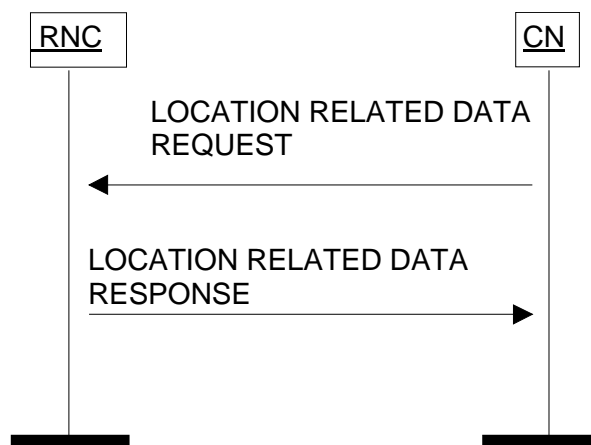 RNC
CN
LOCATION RELATED DATA
REQUEST
LOCATION RELATED DATA
RESPONSE